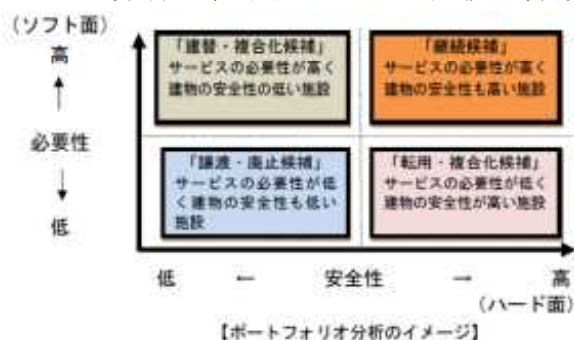 （ソフト面）
高
↑
必要性
↓
低
「建替・複合化候補」
サービスの必要性が高く
建物の安全性の低い施設
「継続候補」
サービスの必要性が高く
建物の安全性も高い施設
「譲渡・廃止候補」
サービスの必要性が低
く建物の安全性も低い
施設
「転用・複合化候補」
サービスの必要性が低く
建物の安全性が高い施設
低 ← 安全性 → 高
（ハード面）
【ポートフォリオ分析のイメージ】